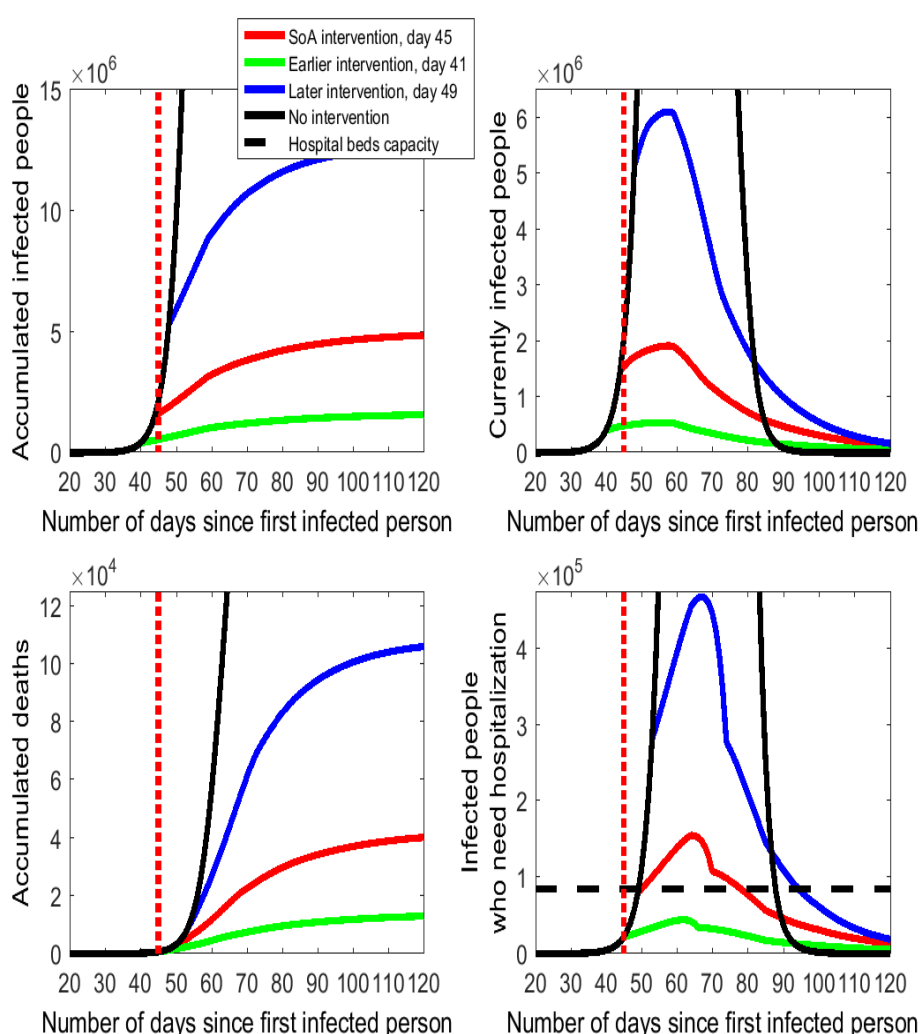 SoA intervention, day 45
Earlier intervention, day 41
Later intervention, day 49
No intervention
Hospital beds capacity
×10^6
15
10
5
0
Accumulated infected people
20 30 40 50 60 70 80 90 100 110 120
Number of days since first infected person
×10^6
6
5
4
3
2
1
0
Currently infected people
20 30 40 50 60 70 80 90 100 110 120
Number of days since first infected person
×10^4
12
10
8
6
4
2
0
Accumulated deaths
20 30 40 50 60 70 80 90 100 110 120
Number of days since first infected person
×10^5
4
3
2
1
0
Infected people
who need hospitalization
20 30 40 50 60 70 80 90 100 110 120
Number of days since first infected person